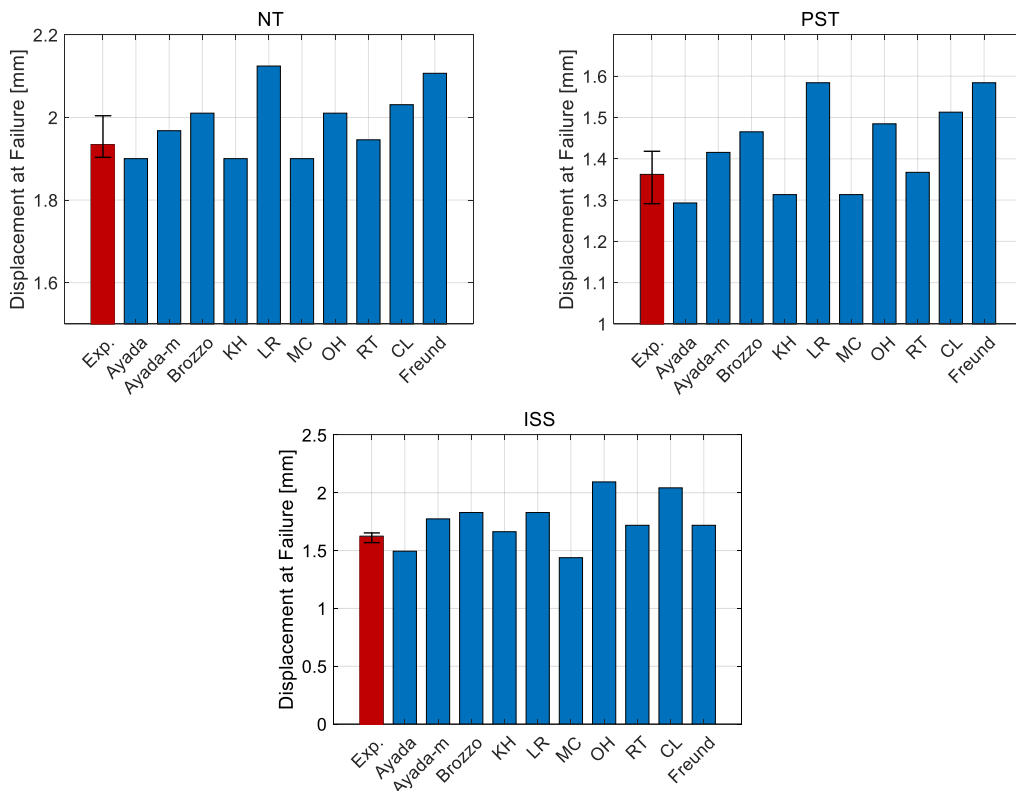 NT
Displacement at Failure [mm]
2.2
2
1.8
1.6
Exp.
Ayada
Ayada-m
Brozzo
KH
LR
MC
OH
RT
CL
Freund
PST
Displacement at Failure [mm]
1.6
1.5
1.4
1.3
1.2
1.1
1
Exp.
Ayada
Ayada-m
Brozzo
KH
LR
MC
OH
RT
CL
Freund
ISS
Displacement at Failure [mm]
2.5
2
1.5
1
0.5
0
Exp.
Ayada
Ayada-m
Brozzo
KH
LR
MC
OH
RT
CL
Freund